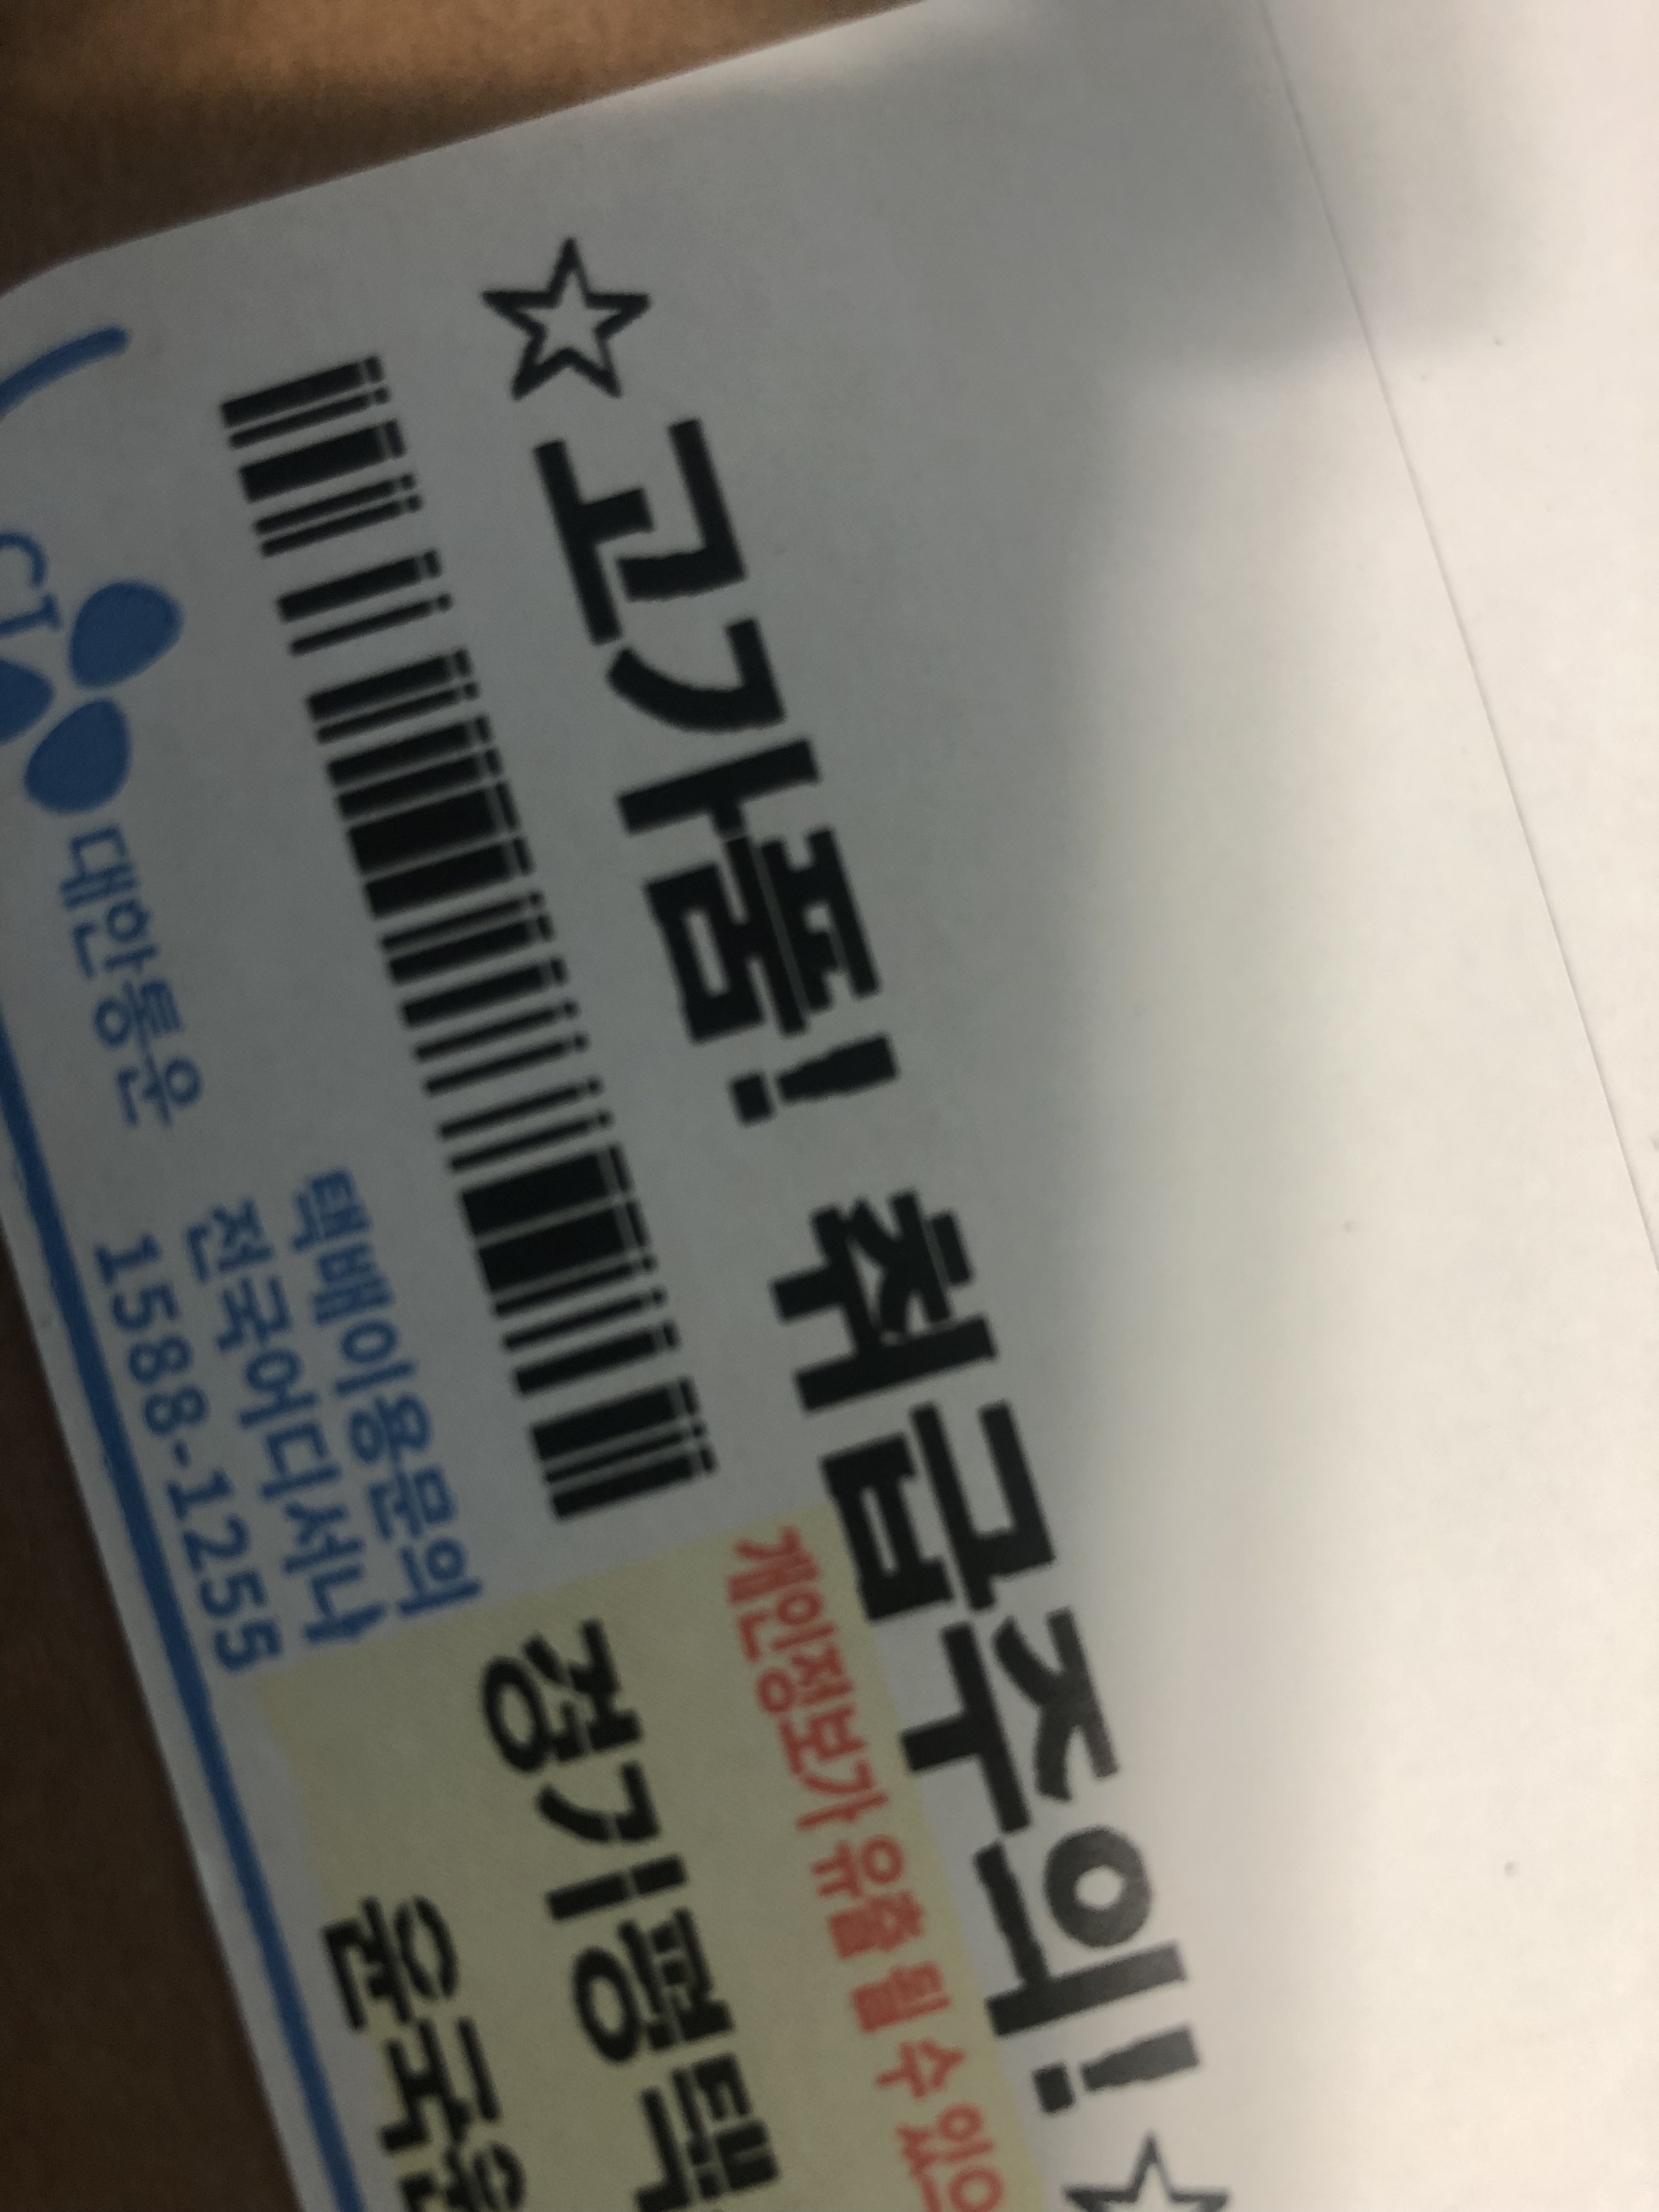 ☆고가품! 취급주의!☆
개인정보가 유출 될 수 있으
경기평택
윤국
CJ 대한통운
택배이용문의
전국어디서나
1588-1255